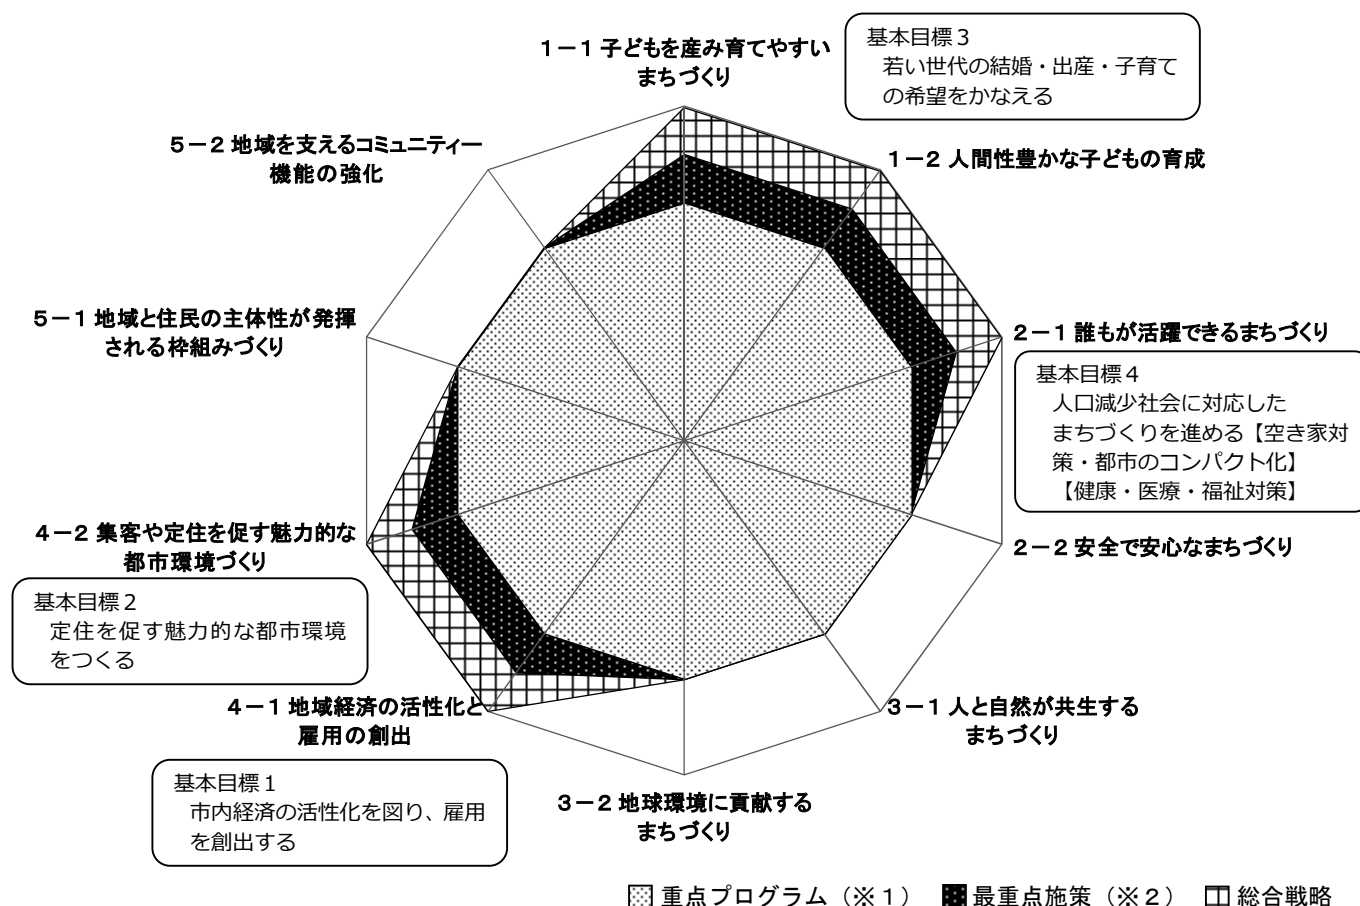 1－1 子どもを産み育てやすい
まちづくり
基本目標３
若い世代の結婚・出産・子育て
の希望をかなえる
5－2 地域を支えるコミュニティー
機能の強化
1－2 人間性豊かな子どもの育成
5－1 地域と住民の主体性が発揮
される枠組みづくり
2－1 誰もが活躍できるまちづくり
基本目標４
人口減少社会に対応した
まちづくりを進める【空き家対
策・都市のコンパクト化】
【健康・医療・福祉対策】
4－2 集客や定住を促す魅力的な
都市環境づくり
2－2 安全で安心なまちづくり
基本目標２
定住を促す魅力的な都市環境
をつくる
4－1 地域経済の活性化と
雇用の創出
3－1 人と自然が共生する
まちづくり
基本目標１
市内経済の活性化を図り、雇用
を創出する
3－2 地球環境に貢献する
まちづくり
重点プログラム（※１） 最重点施策（※２） 総合戦略